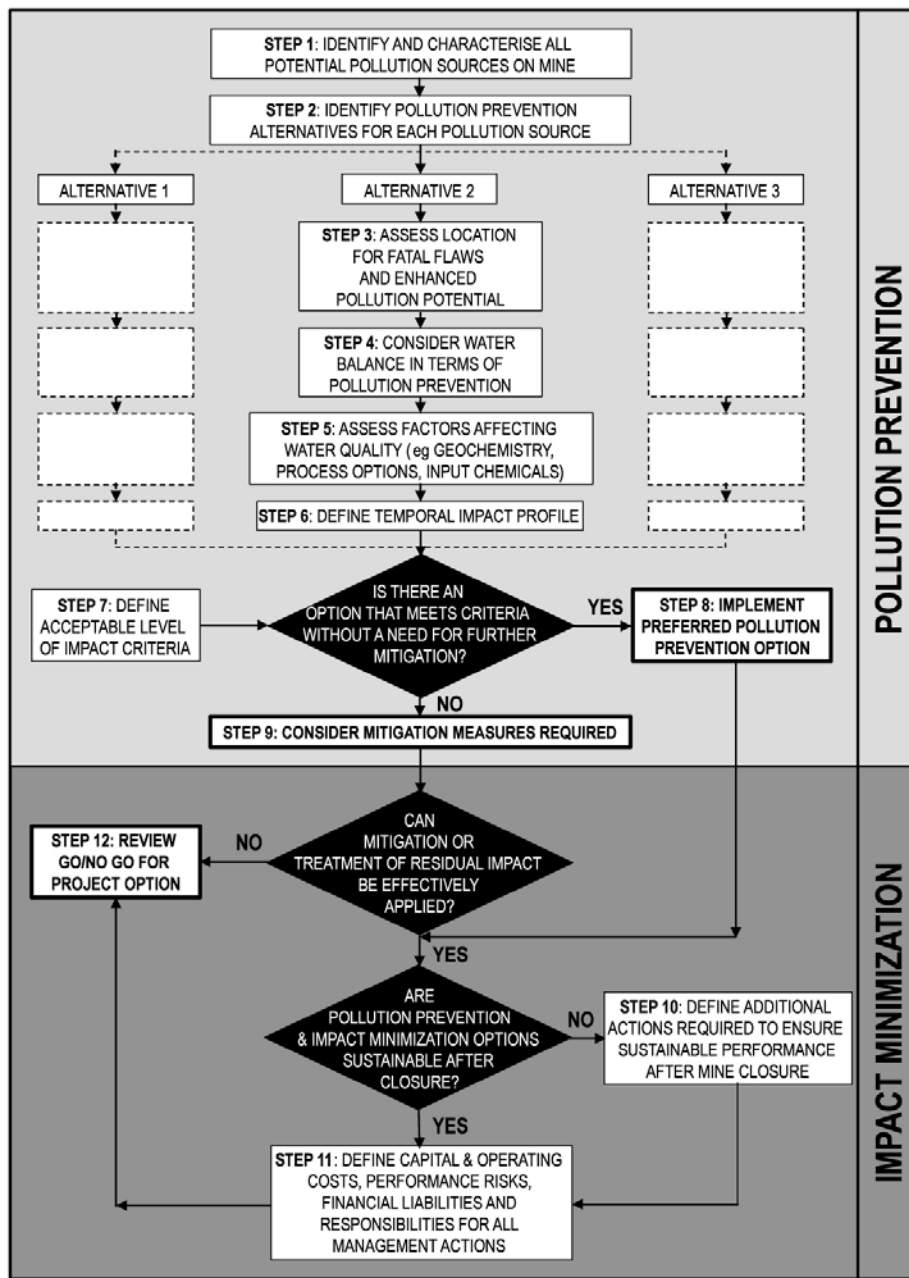 STEP 1: IDENTIFY AND CHARACTERISE ALL
POTENTIAL POLLUTION SOURCES ON MINE
STEP 2: IDENTIFY POLLUTION PREVENTION
ALTERNATIVES FOR EACH POLLUTION SOURCE
ALTERNATIVE 1
ALTERNATIVE 2
ALTERNATIVE 3
STEP 3: ASSESS LOCATION
FOR FATAL FLAWS
AND ENHANCED
POLLUTION POTENTIAL
STEP 4: CONSIDER WATER
BALANCE IN TERMS OF
POLLUTION PREVENTION
STEP 5: ASSESS FACTORS AFFECTING
WATER QUALITY (eg GEOCHEMISTRY,
PROCESS OPTIONS, INPUT CHEMICALS)
STEP 6: DEFINE TEMPORAL IMPACT PROFILE
STEP 7: DEFINE
ACCEPTABLE LEVEL
OF IMPACT CRITERIA
IS THERE AN
OPTION THAT MEETS CRITERIA
WITHOUT A NEED FOR FURTHER
MITIGATION?
YES
STEP 8: IMPLEMENT
PREFERRED POLLUTION
PREVENTION OPTION
NO
STEP 9: CONSIDER MITIGATION MEASURES REQUIRED
POLLUTION PREVENTION
CAN
MITIGATION OR
TREATMENT OF RESIDUAL IMPACT
BE EFFECTIVELY
APPLIED?
NO
STEP 12: REVIEW
GO/NO GO FOR
PROJECT OPTION
YES
ARE
POLLUTION PREVENTION
& IMPACT MINIMIZATION OPTIONS
SUSTAINABLE AFTER
CLOSURE?
NO
STEP 10: DEFINE ADDITIONAL
ACTIONS REQUIRED TO ENSURE
SUSTAINABLE PERFORMANCE
AFTER MINE CLOSURE
YES
STEP 11: DEFINE CAPITAL & OPERATING
COSTS, PERFORMANCE RISKS,
FINANCIAL LIABILITIES AND
RESPONSIBILITIES FOR ALL
MANAGEMENT ACTIONS
IMPACT MINIMIZATION